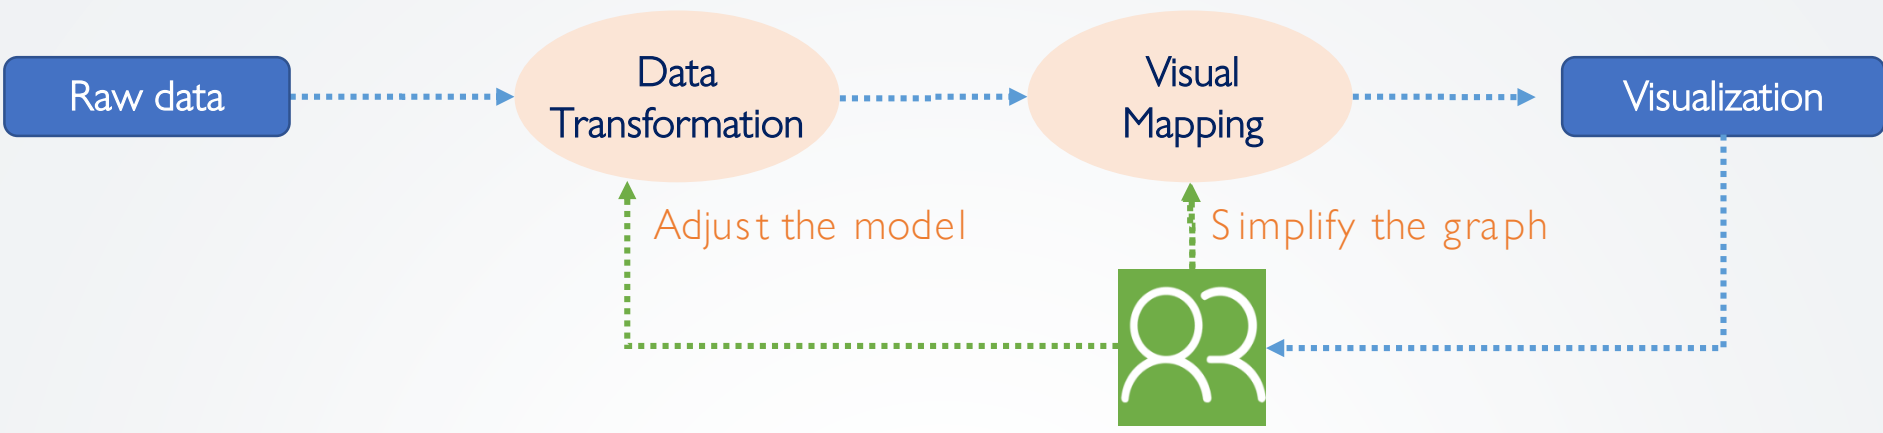 Raw data
Data
Transformation
Visual
Mapping
Visualization
Adjust the model
Simplify the graph